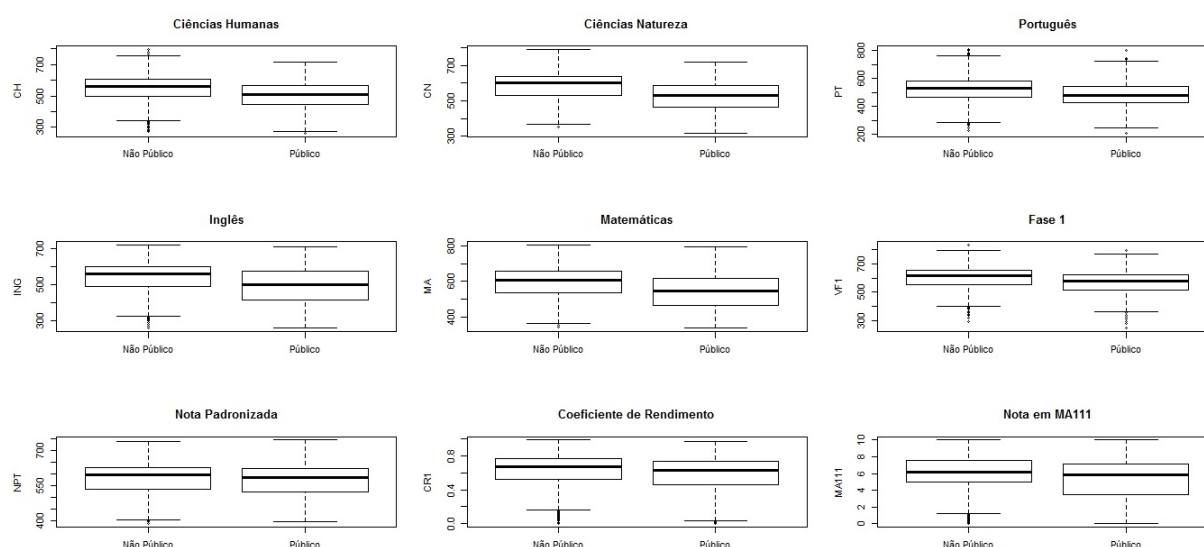 Ciências Humanas
CH
300 500 700
Não Público Público
Ciências Natureza
CN
300 500 700
Não Público Público
Português
PT
200 400 600 800
Não Público Público
Inglês
ING
300 500 700
Não Público Público
Matemáticas
MA
400 600 800
Não Público Público
Fase 1
VF1
300 500 700
Não Público Público
Nota Padronizada
NPT
400 550 700
Não Público Público
Coeficiente de Rendimento
CR1
0.0 0.4 0.8
Não Público Público
Nota em MA111
MA111
0 2 4 6 8 10
Não Público Público